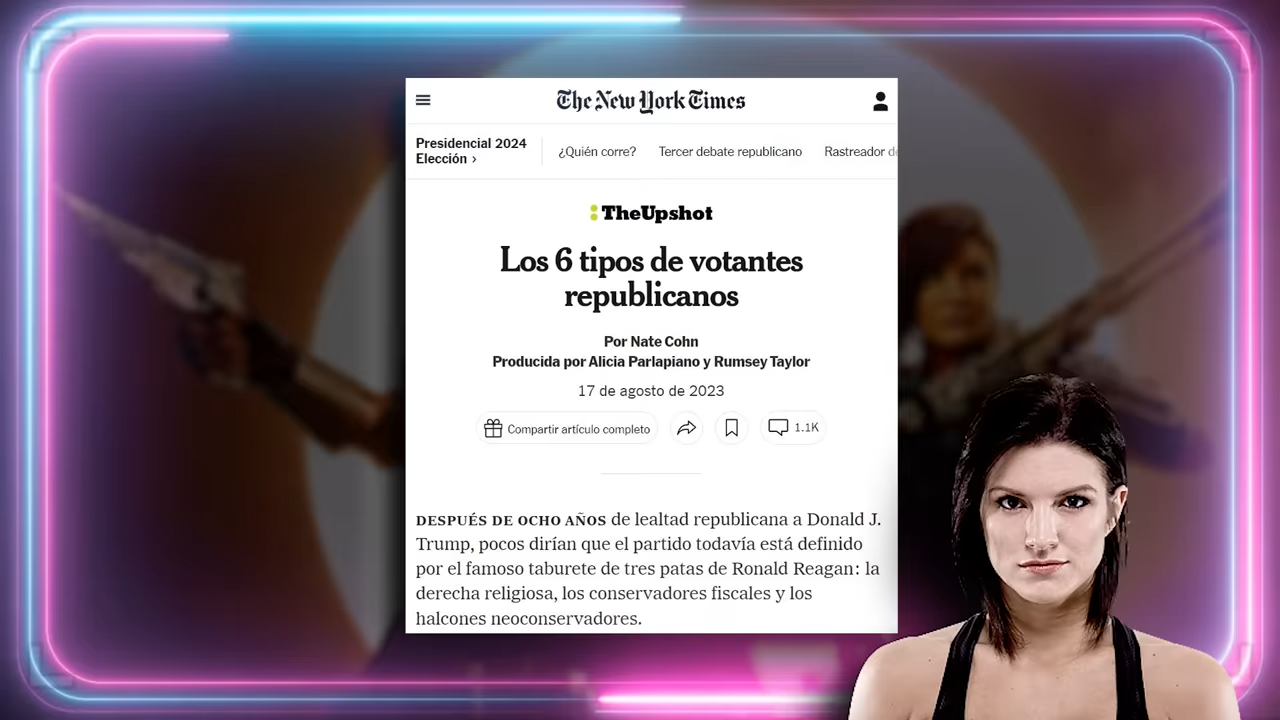 The New York Times
Presidencial 2024
Elección ›
¿Quién corre?
Tercer debate republicano
Rastreador de
TheUpshot
Los 6 tipos de votantes
republicanos
Por Nate Cohn
Producida por Alicia Parlapiano y Rumsey Taylor
17 de agosto de 2023
Compartir artículo completo
1.1K
DESPUÉS DE OCHO AÑOS de lealtad republicana a Donald J.
Trump, pocos dirían que el partido todavía está definido
por el famoso taburete de tres patas de Ronald Reagan: la
derecha religiosa, los conservadores fiscales y los
halcones neoconservadores.